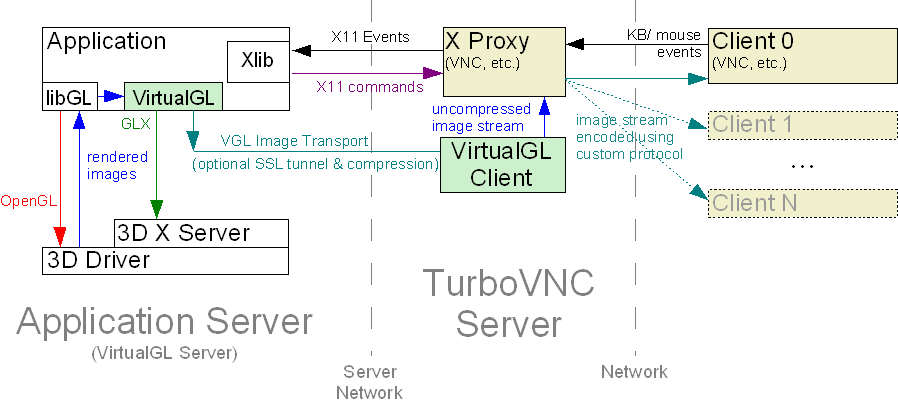 Application
Xlib
libGL
VirtualGL
GLX
OpenGL
rendered
images
3D X Server
3D Driver
X11 Events
X11 commands
VGL Image Transport
(optional SSL tunnel & compression)
X Proxy
(VNC, etc.)
uncompressed
image stream
VirtualGL
Client
KB/ mouse
events
image stream
encoded using
custom protocol
Client 0
(VNC, etc.)
Client 1
...
Client N
Application Server
(VirtualGL Server)
TurboVNC
Server
Server
Network
Network